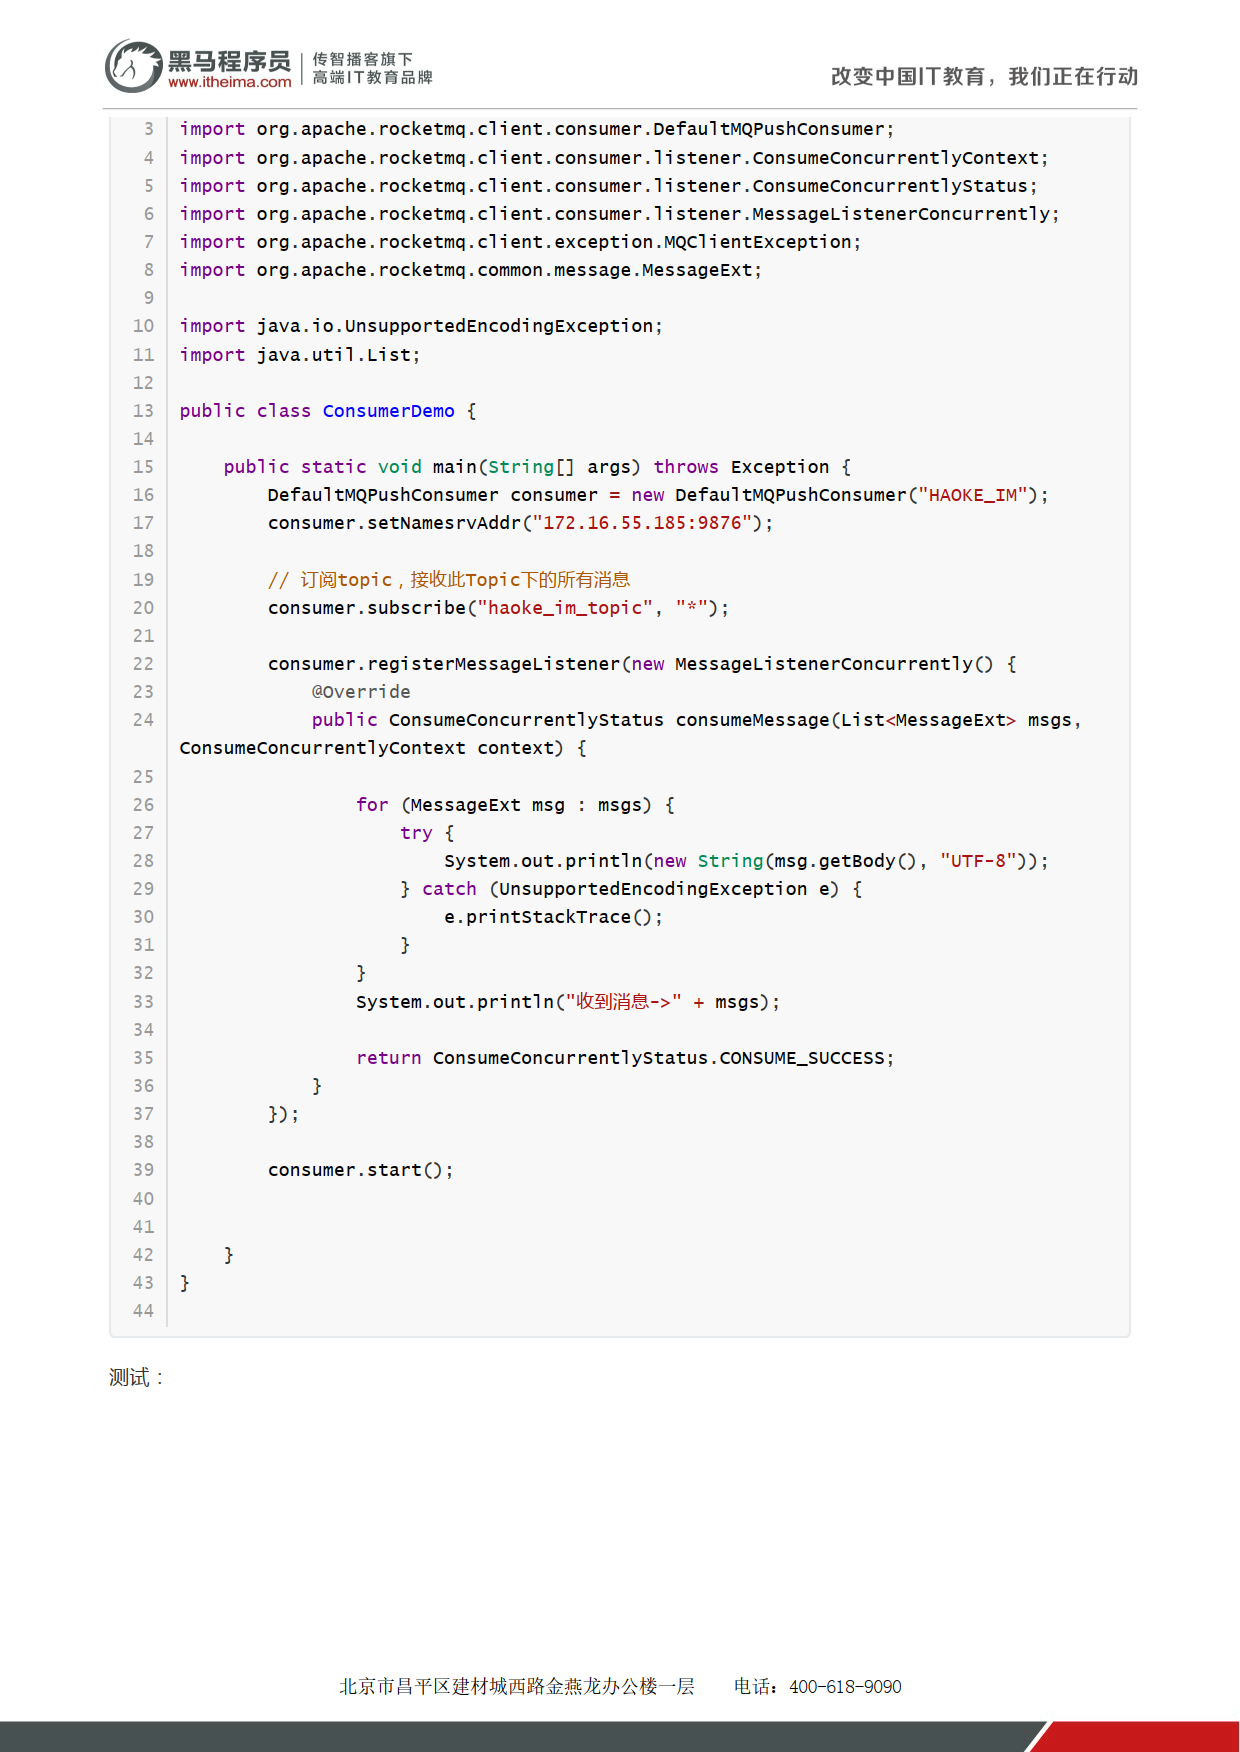 黑马程序员
www.itheima.com
传智播客旗下
高端IT教育品牌
改变中国IT教育，我们正在行动
3 import org.apache.rocketmq.client.consumer.DefaultMQPushConsumer;
4 import org.apache.rocketmq.client.consumer.listener.ConsumeConcurrentlyContext;
5 import org.apache.rocketmq.client.consumer.listener.ConsumeConcurrentlyStatus;
6 import org.apache.rocketmq.client.consumer.listener.MessageListenerConcurrently;
7 import org.apache.rocketmq.client.exception.MQClientException;
8 import org.apache.rocketmq.common.message.MessageExt;
9
10 import java.io.UnsupportedEncodingException;
11 import java.util.List;
12
13 public class ConsumerDemo {
14
15     public static void main(String[] args) throws Exception {
16         DefaultMQPushConsumer consumer = new DefaultMQPushConsumer("HAOKE_IM");
17         consumer.setNamesrvAddr("172.16.55.185:9876");
18
19         // 订阅topic，接收此Topic下的所有消息
20         consumer.subscribe("haoke_im_topic", "*");
21
22         consumer.registerMessageListener(new MessageListenerConcurrently() {
23             @Override
24             public ConsumeConcurrentlyStatus consumeMessage(List<MessageExt> msgs,
ConsumeConcurrentlyContext context) {
25
26                 for (MessageExt msg : msgs) {
27                     try {
28                         System.out.println(new String(msg.getBody(), "UTF-8"));
29                     } catch (UnsupportedEncodingException e) {
30                         e.printStackTrace();
31                     }
32                 }
33                 System.out.println("收到消息->" + msgs);
34
35                 return ConsumeConcurrentlyStatus.CONSUME_SUCCESS;
36             }
37         });
38
39         consumer.start();
40
41
42     }
43 }
44
测试：
北京市昌平区建材城西路金燕龙办公楼一层 电话：400-618-9090